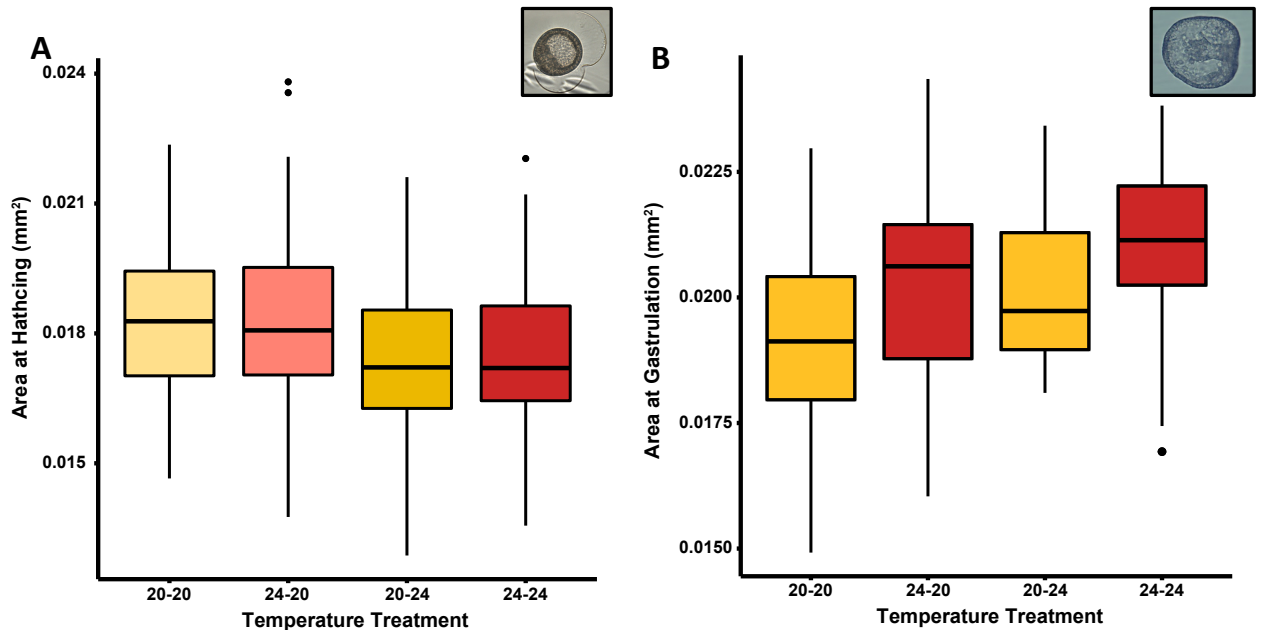 A
Area at Hathcing (mm²)
0.024
0.021
0.018
0.015
20-20 24-20 20-24 24-24
Temperature Treatment
B
Area at Gastrulation (mm²)
0.0225
0.0200
0.0175
0.0150
20-20 24-20 20-24 24-24
Temperature Treatment